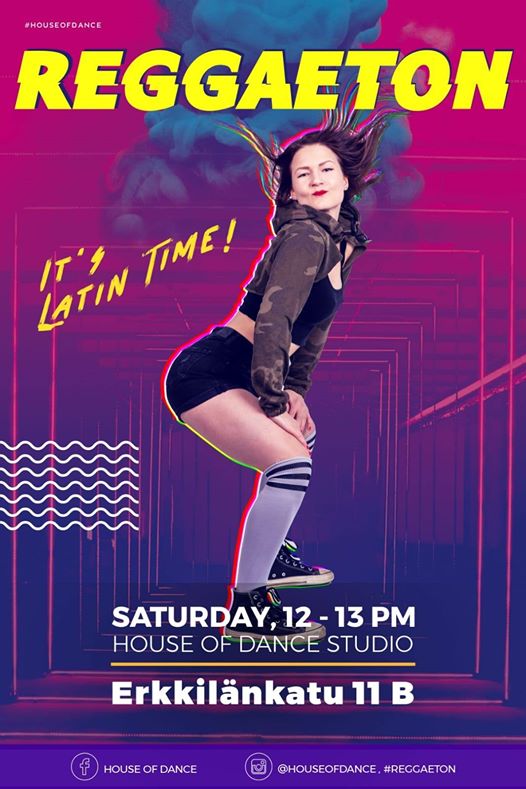 #HOUSEOFDANCE
REGGAETON
IT'S
LATIN TIME!
SATURDAY, 12 - 13 PM
HOUSE OF DANCE STUDIO
Erkkilänkatu 11 B
HOUSE OF DANCE
@HOUSEOFDANCE, #REGGAETON